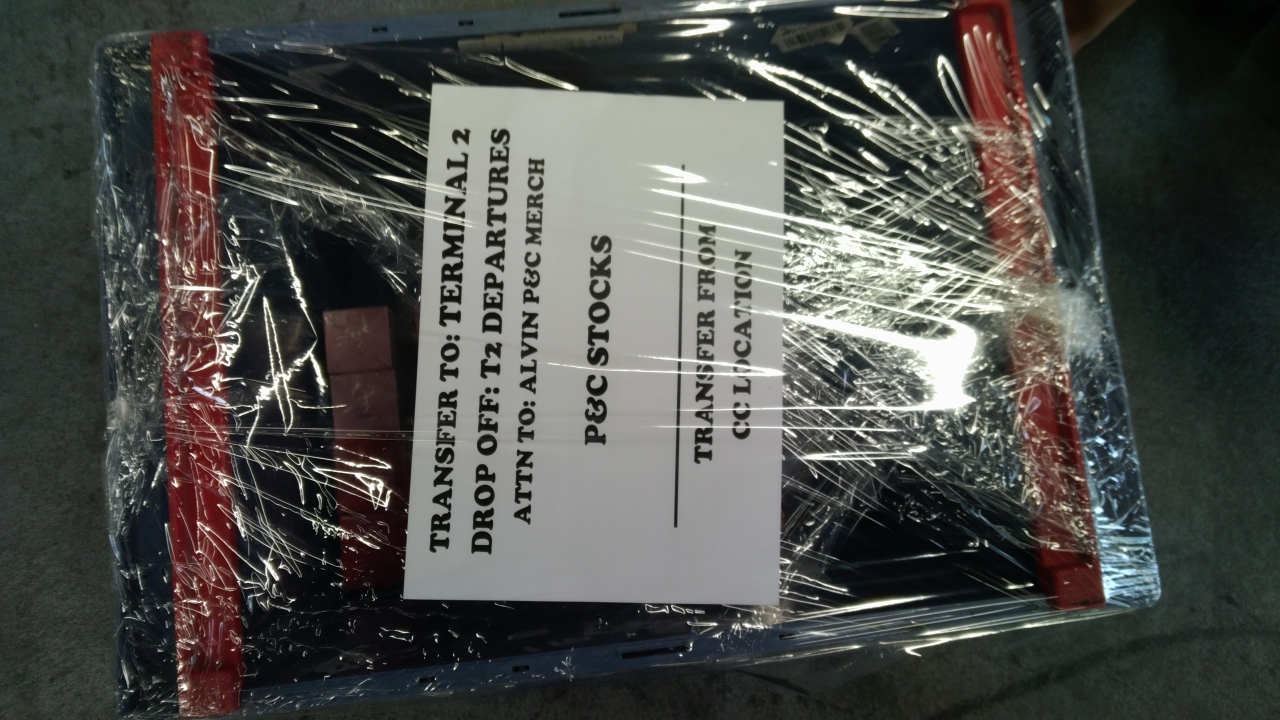 TRANSFER TO: TERMINAL 2
DROP OFF: T2 DEPARTURES
ATTN TO: ALVIN P&C MERCH
P&C STOCKS
TRANSFER FROM
CC LOCATION